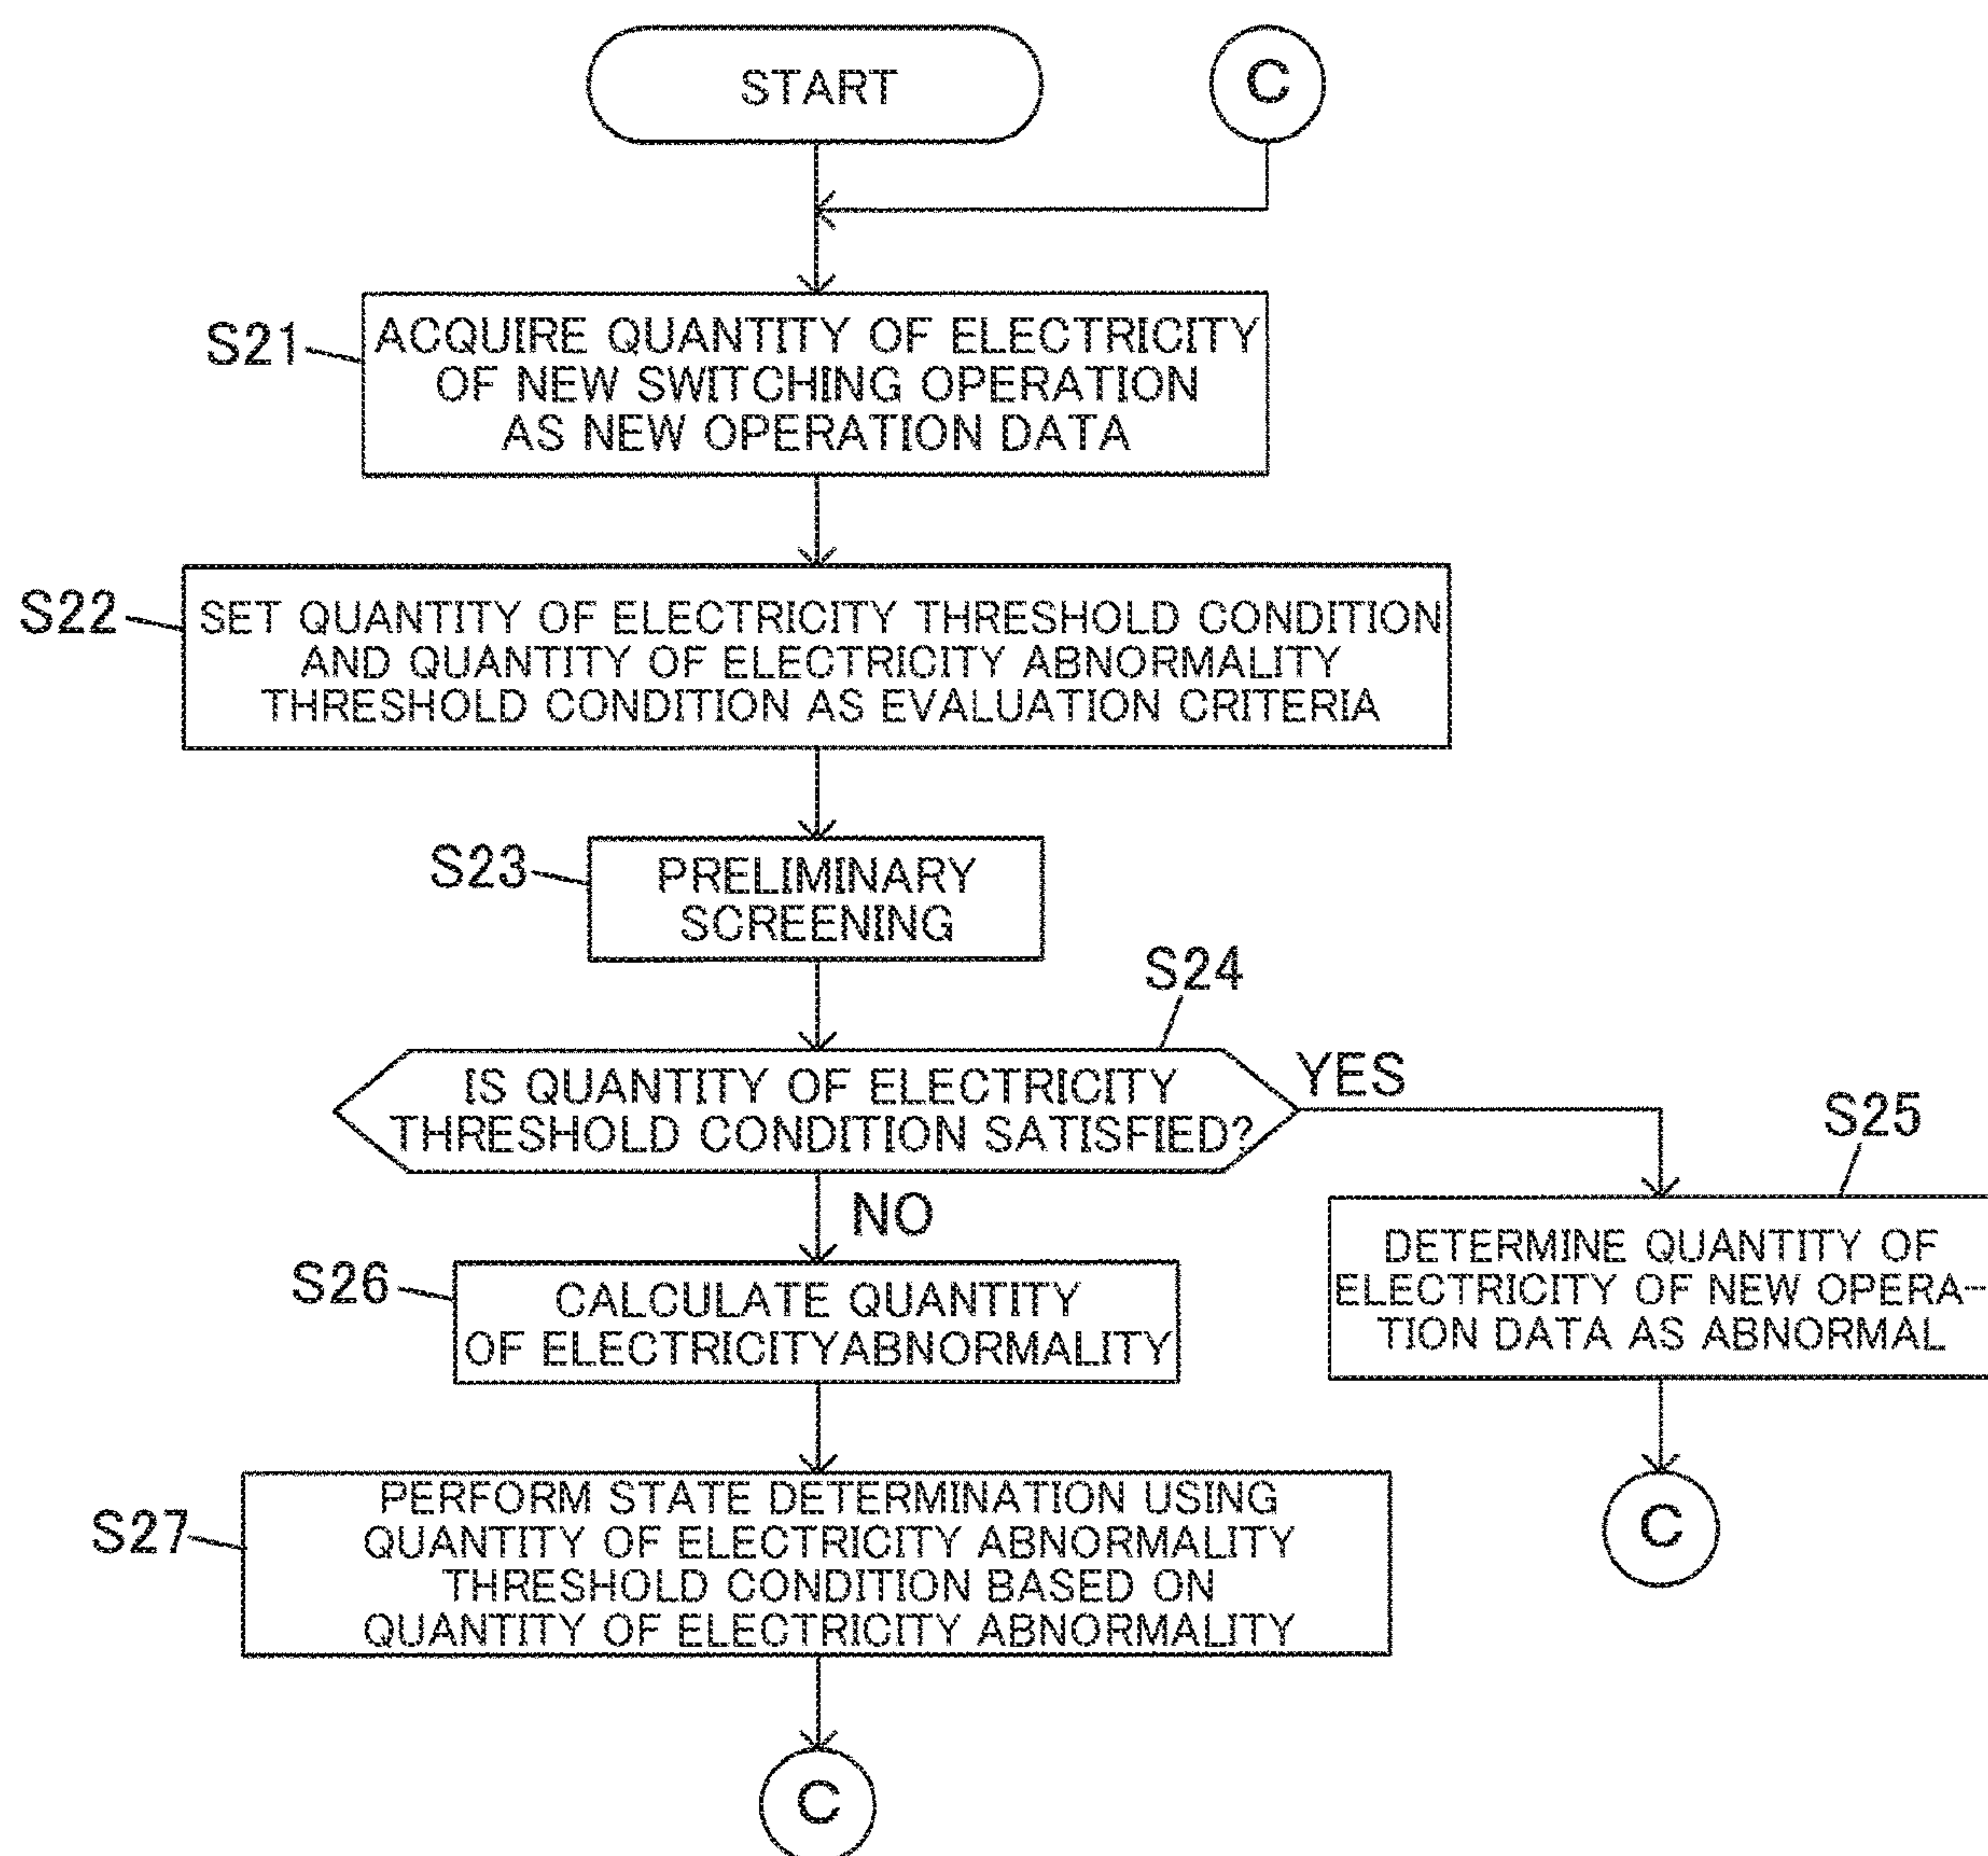 START
C
S21
ACQUIRE QUANTITY OF ELECTRICITY
OF NEW SWITCHING OPERATION
AS NEW OPERATION DATA
S22
SET QUANTITY OF ELECTRICITY THRESHOLD CONDITION
AND QUANTITY OF ELECTRICITY ABNORMALITY
THRESHOLD CONDITION AS EVALUATION CRITERIA
S23
PRELIMINARY
SCREENING
S24
IS QUANTITY OF ELECTRICITY
THRESHOLD CONDITION SATISFIED?
YES
NO
S25
DETERMINE QUANTITY OF
ELECTRICITY OF NEW OPERA--
TION DATA AS ABNORMAL
C
S26
CALCULATE QUANTITY
OF ELECTRICITYABNORMALITY
S27
PERFORM STATE DETERMINATION USING
QUANTITY OF ELECTRICITY ABNORMALITY
THRESHOLD CONDITION BASED ON
QUANTITY OF ELECTRICITY ABNORMALITY
C